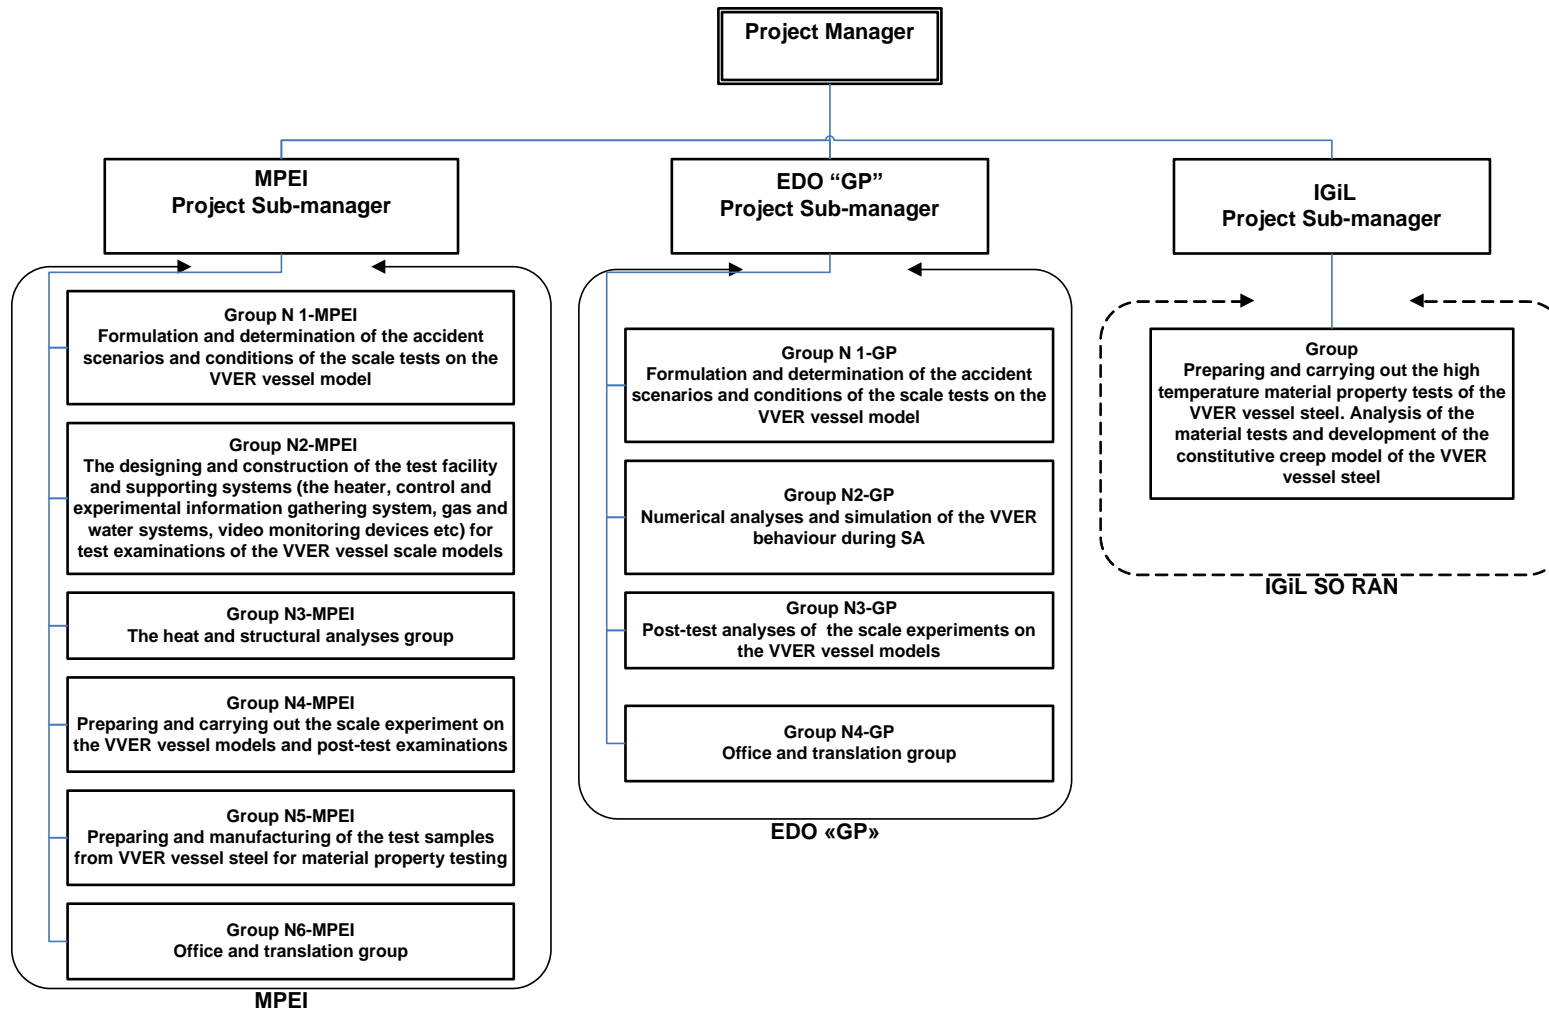 Project Manager
MPEI
Project Sub-manager
EDO “GP”
Project Sub-manager
IGiL
Project Sub-manager
Group N 1-MPEI
Formulation and determination of the accident
scenarios and conditions of the scale tests on the
VVER vessel model
Group N2-MPEI
The designing and construction of the test facility
and supporting systems (the heater, control and
experimental information gathering system, gas and
water systems, video monitoring devices etc) for
test examinations of the VVER vessel scale models
Group N3-MPEI
The heat and structural analyses group
Group N4-MPEI
Preparing and carrying out the scale experiment on
the VVER vessel models and post-test examinations
Group N5-MPEI
Preparing and manufacturing of the test samples
from VVER vessel steel for material property testing
Group N6-MPEI
Office and translation group
MPEI
Group N 1-GP
Formulation and determination of the accident
scenarios and conditions of the scale tests on the
VVER vessel model
Group N2-GP
Numerical analyses and simulation of the VVER
behaviour during SA
Group N3-GP
Post-test analyses of the scale experiments on
the VVER vessel models
Group N4-GP
Office and translation group
EDO «GP»
Group
Preparing and carrying out the high
temperature material property tests of
the VVER vessel steel. Analysis of the
material tests and development of the
constitutive creep model of the VVER
vessel steel
IGiL SO RAN